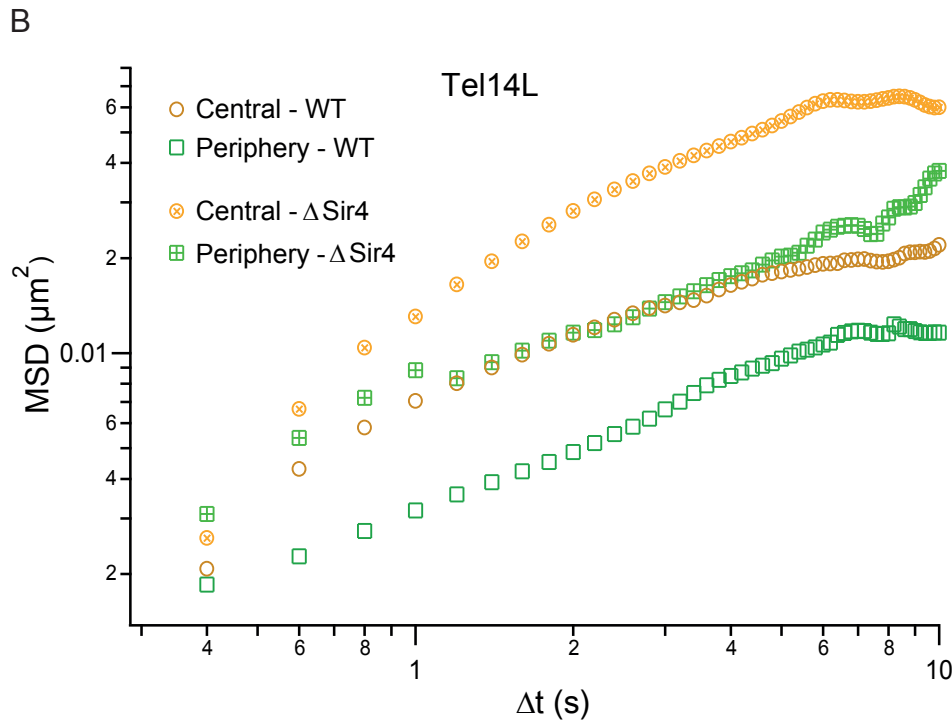 B
Tel14L
Central - WT
Periphery - WT
Central - ΔSir4
Periphery - ΔSir4
MSD (µm²)
6
4
2
0.01
6
4
2
4
6
8
1
2
4
6
8
10
Δt (s)